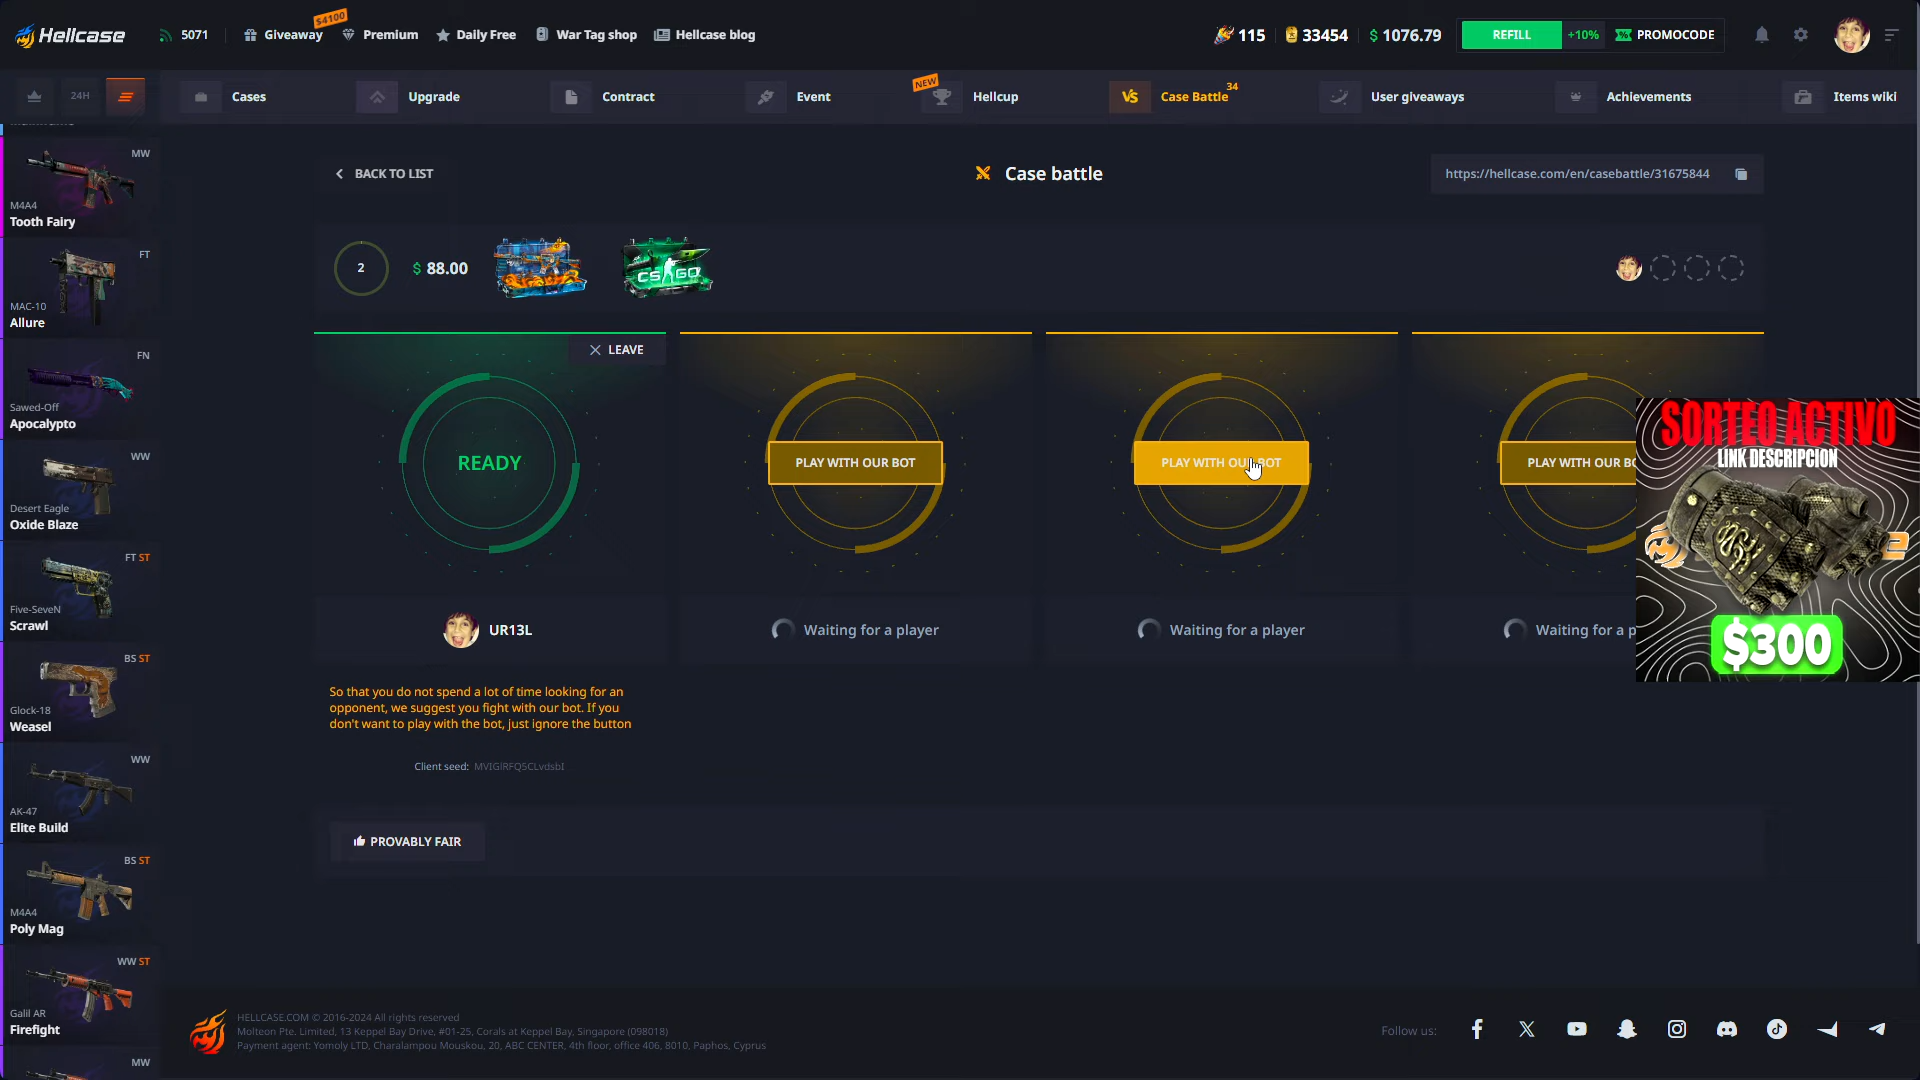 Hellcase
5071
Giveaway
$4100
Premium
Daily Free
War Tag shop
Hellcase blog
115
33454
$ 1076.79
REFILL
+10%
PROMOCODE
24H
Cases
Upgrade
Contract
Event
NEW
Hellcup
VS
Case Battle
34
User giveaways
Achievements
Items wiki
MW
M4A4
Tooth Fairy
FT
MAC-10
Allure
FN
Sawed-Off
Apocalypto
WW
Desert Eagle
Oxide Blaze
FT ST
Five-SeveN
Scrawl
BS ST
Glock-18
Weasel
WW
AK-47
Elite Build
BS ST
M4A4
Poly Mag
WW ST
Galil AR
Firefight
MW
BACK TO LIST
Case battle
https://hellcase.com/en/casebattle/31675844
2
$ 88.00
CS GO
LEAVE
READY
PLAY WITH OUR BOT
PLAY WITH OUR BOT
PLAY WITH OUR BO
UR13L
Waiting for a player
Waiting for a player
Waiting for a p
So that you do not spend a lot of time looking for an
opponent, we suggest you fight with our bot. If you
don't want to play with the bot, just ignore the button
Client seed: MVIGIRFQ5CLvdsbI
PROVABLY FAIR
SORTEO ACTIVO
LINK DESCRIPCION
$300
HELLCASE.COM © 2016-2024 All rights reserved
Molteon Pte. Limited, 13 Keppel Bay Drive, #01-25, Corals at Keppel Bay, Singapore (098018)
Payment agent: Yomoly LTD, Charalampou Mouskou, 20, ABC CENTER, 4th floor, office 406, 8010, Paphos, Cyprus
Follow us: